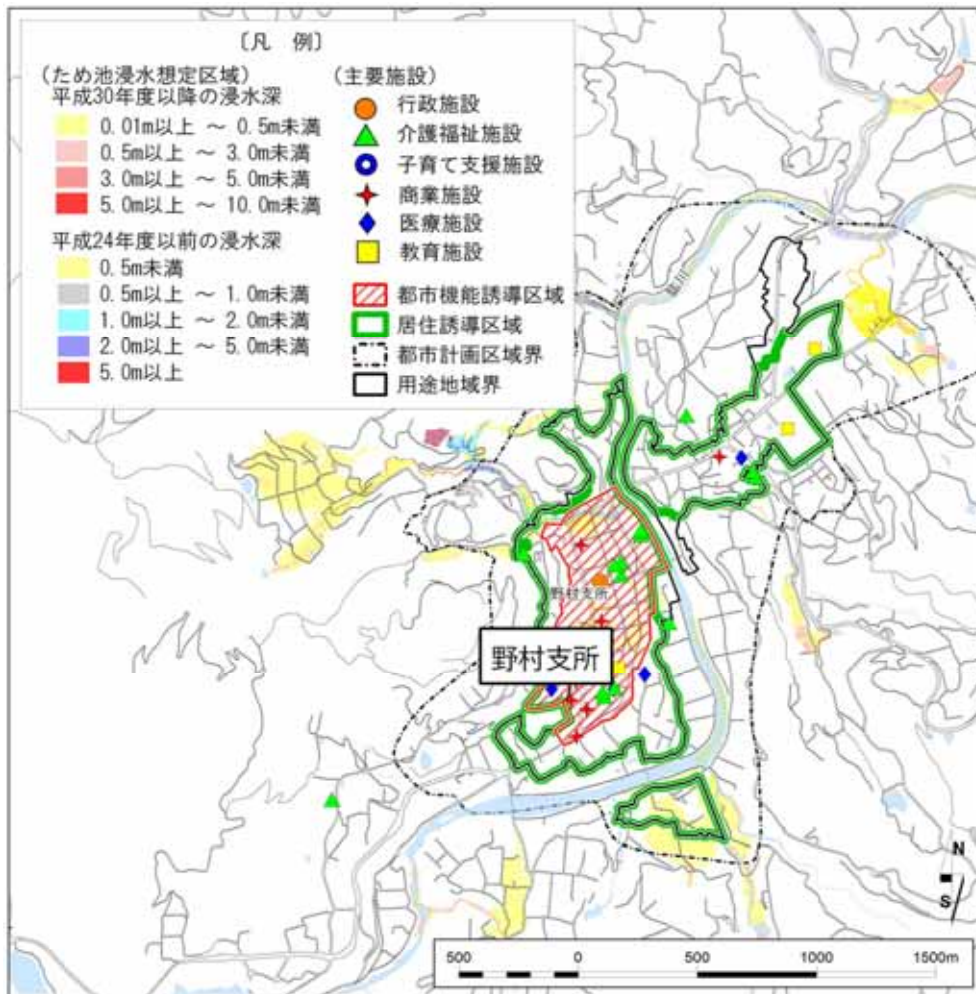 〔凡 例〕
(ため池浸水想定区域)
平成30年度以降の浸水深
0.01m以上 ～ 0.5m未満
0.5m以上 ～ 3.0m未満
3.0m以上 ～ 5.0m未満
5.0m以上 ～ 10.0m未満
平成24年度以前の浸水深
0.5m未満
0.5m以上 ～ 1.0m未満
1.0m以上 ～ 2.0m未満
2.0m以上 ～ 5.0m未満
5.0m以上
(主要施設)
行政施設
介護福祉施設
子育て支援施設
商業施設
医療施設
教育施設
都市機能誘導区域
居住誘導区域
都市計画区域界
用途地域界
野村支所
野村支所
N
S
500 0 500 1000 1500m